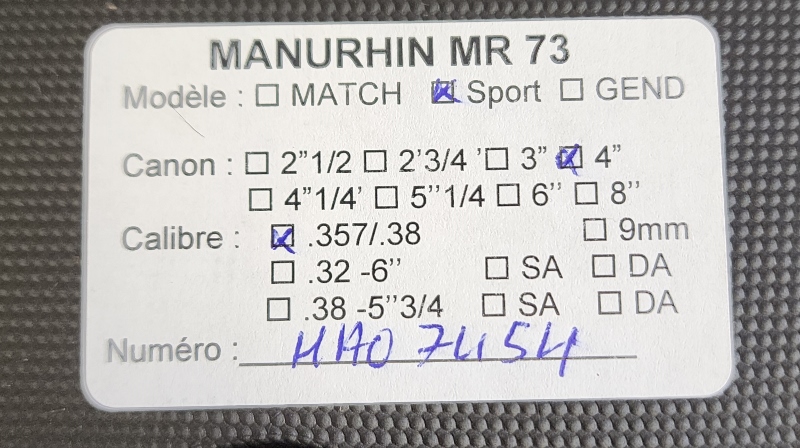 MANURHIN MR 73
Modèle : ☐ MATCH ☒ Sport ☐ GEND
Canon : ☐ 2"1/2 ☐ 2'3/4 '☐ 3" ☒ 4"
☐ 4"1/4' ☐ 5"1/4 ☐ 6" ☐ 8"
Calibre : ☒ .357/.38 ☐ 9mm
☐ .32 -6" ☐ SA ☐ DA
☐ .38 -5"3/4 ☐ SA ☐ DA
Numéro : HAO 7454